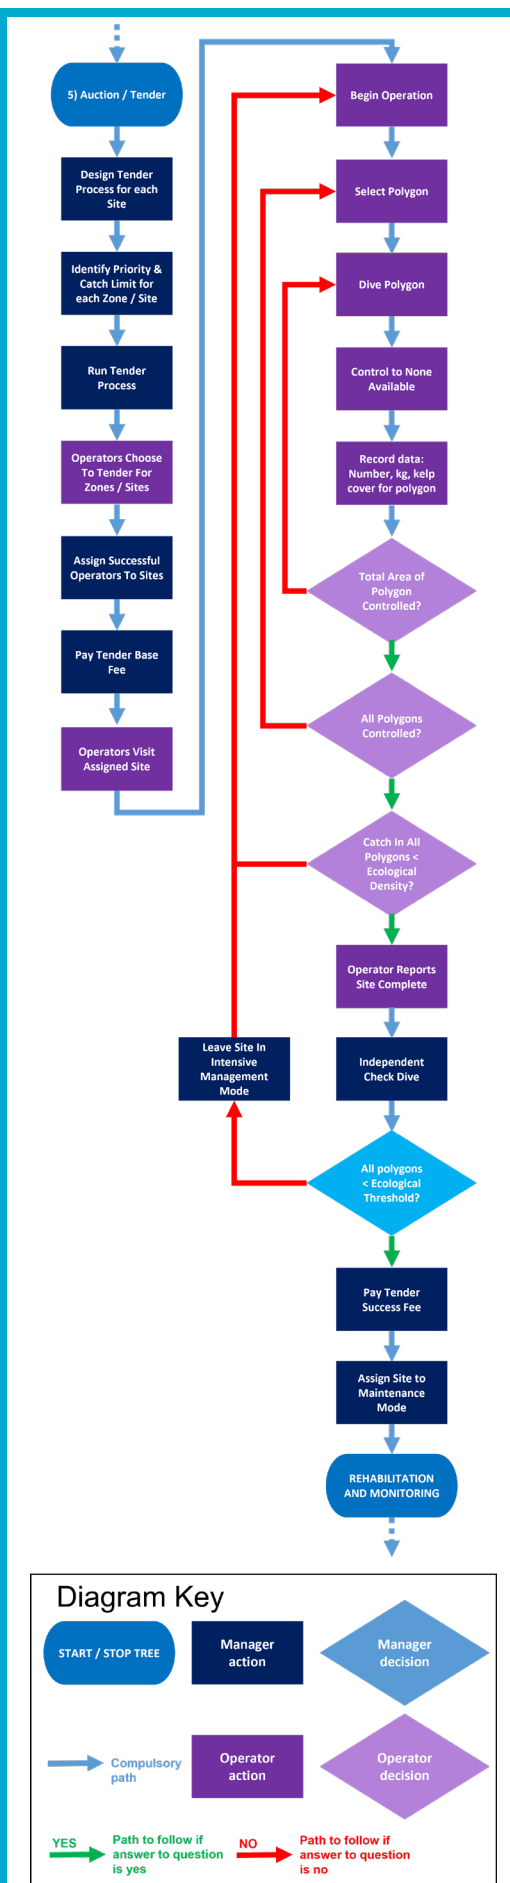 5) Auction / Tender
Design Tender
Process for each
Site
Identify Priority &
Catch Limit for
each Zone / Site
Run Tender
Process
Operators Choose
To Tender For
Zones / Sites
Assign Successful
Operators To Sites
Pay Tender Base
Fee
Operators Visit
Assigned Site
Begin Operation
Select Polygon
Dive Polygon
Control to None
Available
Record data:
Number, kg, kelp
cover for polygon
Total Area of
Polygon
Controlled?
All Polygons
Controlled?
Catch In All
Polygons <
Ecological
Density?
Operator Reports
Site Complete
Leave Site In
Intensive
Management
Mode
Independent
Check Dive
All polygons
< Ecological
Threshold?
Pay Tender
Success Fee
Assign Site to
Maintenance
Mode
REHABILITATION
AND MONITORING
Diagram Key
START / STOP TREE
Manager
action
Manager
decision
Compulsory
path
Operator
action
Operator
decision
YES
Path to follow if
answer to question
is yes
NO
Path to follow if
answer to question
is no